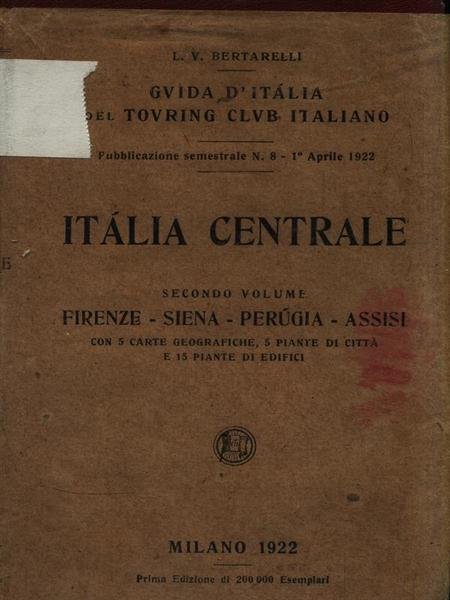 L. V. BERTARELLI
GVIDA D'ITÁLIA
DEL TOVRING CLVB ITALIANO
Pubblicazione semestrale N. 8 - 1º Aprile 1922
ITÁLIA CENTRALE
SECONDO VOLUME
FIRENZE - SIENA - PERÚGIA - ASSISI
CON 5 CARTE GEOGRAFICHE, 5 PIANTE DI CITTÀ
E 15 PIANTE DI EDIFICI
MILANO 1922
Prima Edizione di 200 000 Esemplari